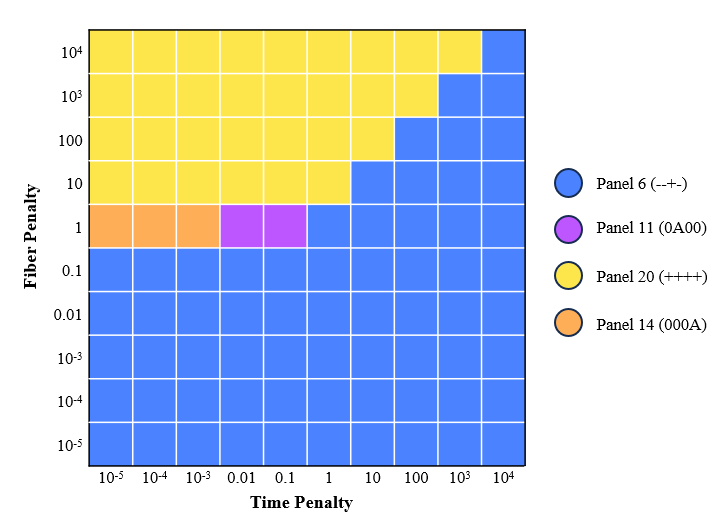 Fiber Penalty
10⁴
10³
100
10
1
0.1
0.01
10⁻³
10⁻⁴
10⁻⁵
10⁻⁵ 10⁻⁴ 10⁻³ 0.01 0.1 1 10 100 10³ 10⁴
Time Penalty
Panel 6 (--+-)
Panel 11 (0A00)
Panel 20 (++++)
Panel 14 (000A)